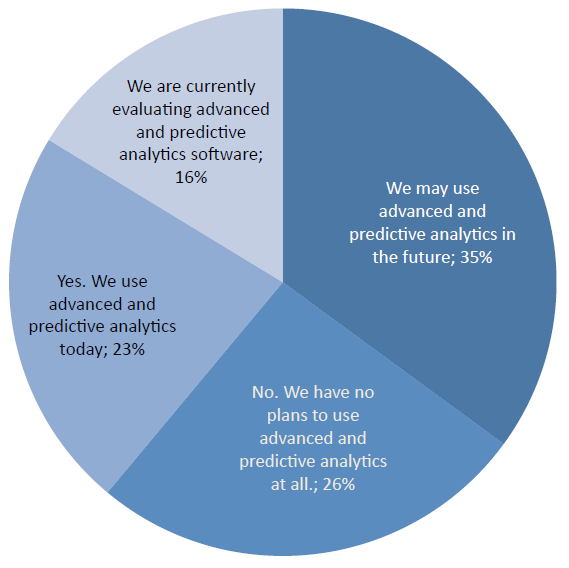 We are currently
evaluating advanced
and predictive
analytics software;
16%
We may use
advanced and
predictive analytics in
the future; 35%
Yes. We use
advanced and
predictive analytics
today; 23%
No. We have no
plans to use
advanced and
predictive analytics
at all.; 26%